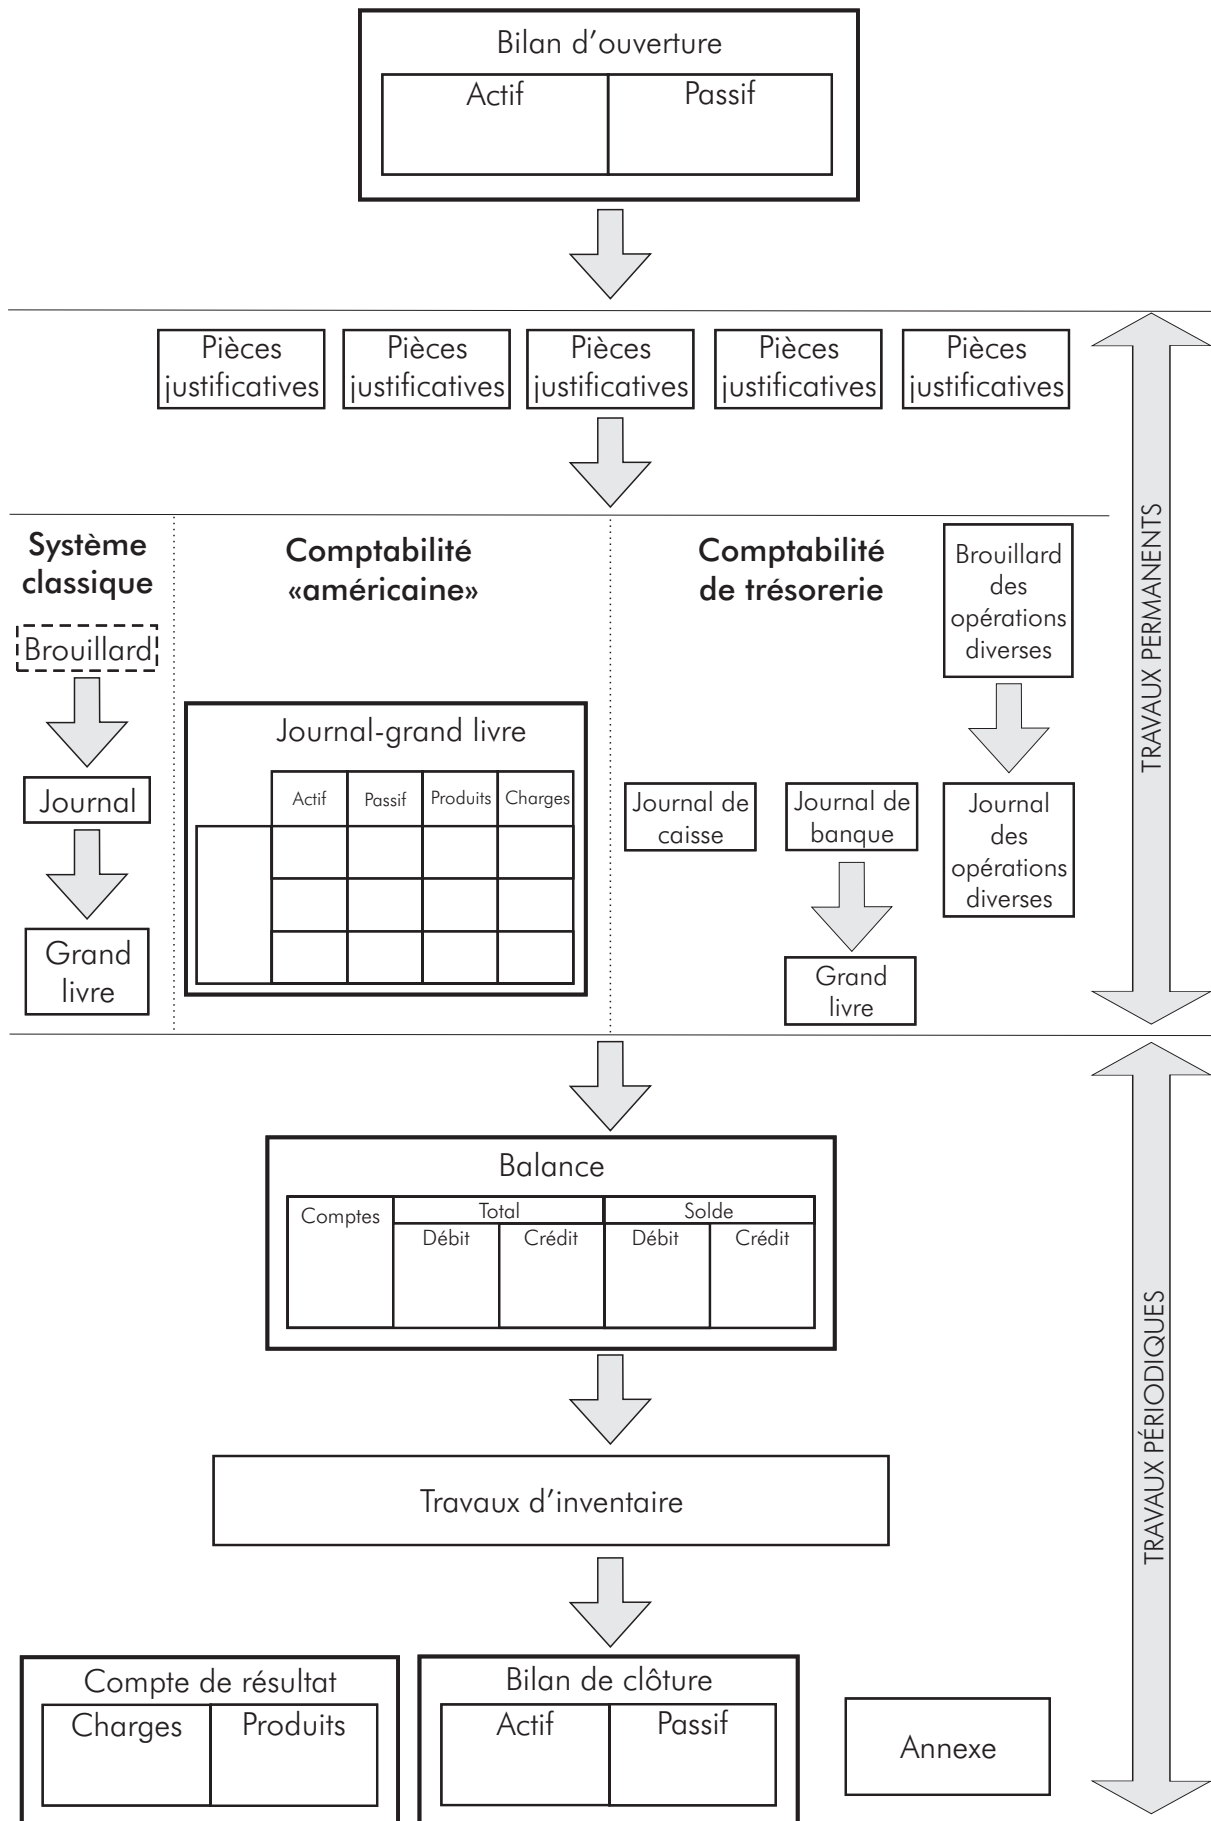 Bilan d'ouverture
Actif
Passif
Pièces
justificatives
Pièces
justificatives
Pièces
justificatives
Pièces
justificatives
Pièces
justificatives
TRAVAUX PERMANENTS
Système
classique
Brouillard
Journal
Grand
livre
Comptabilité
«américaine»
Journal-grand livre
Actif
Passif
Produits
Charges
Comptabilité
de trésorerie
Brouillard
des
opérations
diverses
Journal de
caisse
Journal de
banque
Journal
des
opérations
diverses
Grand
livre
TRAVAUX PÉRIODIQUES
Balance
Comptes
Total
Solde
Débit
Crédit
Débit
Crédit
Travaux d'inventaire
Compte de résultat
Charges
Produits
Bilan de clôture
Actif
Passif
Annexe